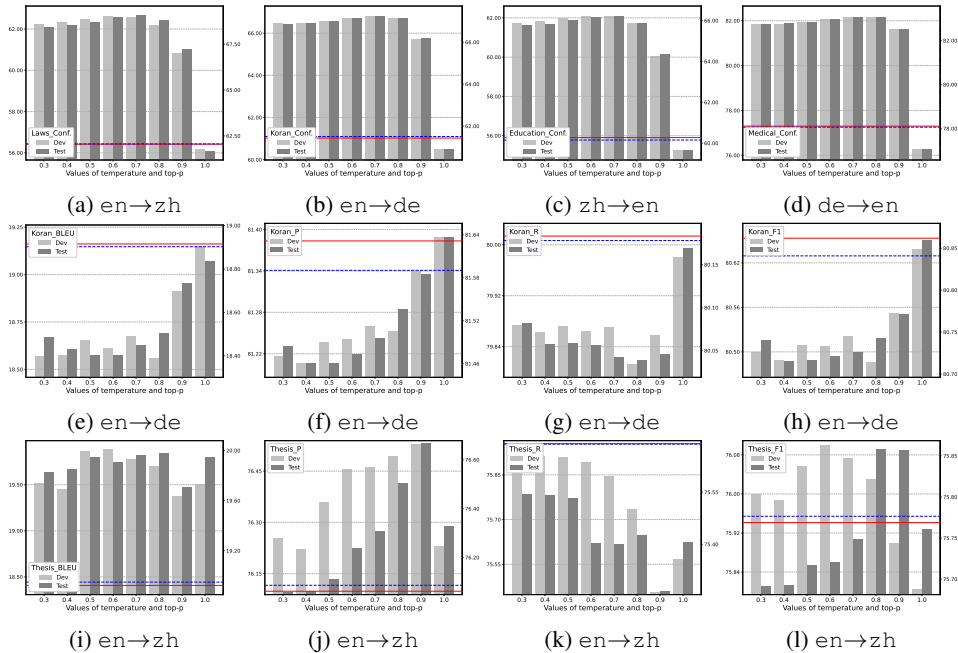 62.00
60.00
58.00
56.00
67.50
65.00
62.50
Laws_Conf.
Dev
Test
0.3 0.4 0.5 0.6 0.7 0.8 0.9 1.0
Values of temperature and top-p
(a) en→zh
66.00
64.00
62.00
60.00
66.00
64.00
62.00
Koran_Conf.
Dev
Test
0.3 0.4 0.5 0.6 0.7 0.8 0.9 1.0
Values of temperature and top-p
(b) en→de
62.00
60.00
58.00
56.00
66.00
64.00
62.00
60.00
Education_Conf.
Dev
Test
0.3 0.4 0.5 0.6 0.7 0.8 0.9 1.0
Values of temperature and top-p
(c) zh→en
82.00
80.00
78.00
76.00
82.00
80.00
78.00
Medical_Conf.
Dev
Test
0.3 0.4 0.5 0.6 0.7 0.8 0.9 1.0
Values of temperature and top-p
(d) de→en
19.25
19.00
18.75
18.50
19.00
18.80
18.60
18.40
Koran_BLEU
Dev
Test
0.3 0.4 0.5 0.6 0.7 0.8 0.9 1.0
Values of temperature and top-p
(e) en→de
81.40
81.34
81.28
81.22
81.64
81.58
81.52
81.46
Koran_P
Dev
Test
0.3 0.4 0.5 0.6 0.7 0.8 0.9 1.0
Values of temperature and top-p
(f) en→de
80.00
79.92
79.84
80.15
80.10
80.05
Koran_R
Dev
Test
0.3 0.4 0.5 0.6 0.7 0.8 0.9 1.0
Values of temperature and top-p
(g) en→de
80.62
80.56
80.50
80.85
80.80
80.75
80.70
Koran_F1
Dev
Test
0.3 0.4 0.5 0.6 0.7 0.8 0.9 1.0
Values of temperature and top-p
(h) en→de
19.50
19.00
18.50
20.00
19.60
19.20
Thesis_BLEU
Dev
Test
0.3 0.4 0.5 0.6 0.7 0.8 0.9 1.0
Values of temperature and top-p
(i) en→zh
76.45
76.30
76.15
76.60
76.40
76.20
Thesis_P
Dev
Test
0.3 0.4 0.5 0.6 0.7 0.8 0.9 1.0
Values of temperature and top-p
(j) en→zh
75.85
75.70
75.55
75.55
75.40
Thesis_R
Dev
Test
0.3 0.4 0.5 0.6 0.7 0.8 0.9 1.0
Values of temperature and top-p
(k) en→zh
76.08
76.00
75.92
75.84
75.85
75.80
75.75
75.70
Thesis_F1
Dev
Test
0.3 0.4 0.5 0.6 0.7 0.8 0.9 1.0
Values of temperature and top-p
(l) en→zh